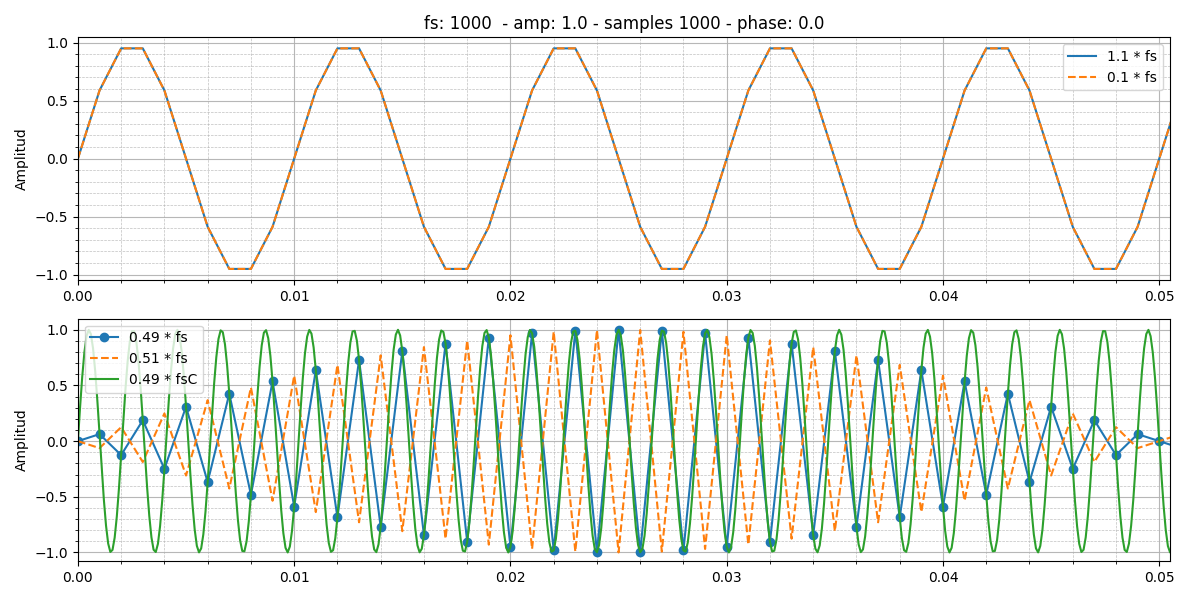 fs: 1000  - amp: 1.0 - samples 1000 - phase: 0.0
1.0
0.5
0.0
−0.5
−1.0
Amplitud
1.1 * fs
0.1 * fs
0.00 0.01 0.02 0.03 0.04 0.05
1.0
0.5
0.0
−0.5
−1.0
Amplitud
0.49 * fs
0.51 * fs
0.49 * fsC
0.00 0.01 0.02 0.03 0.04 0.05